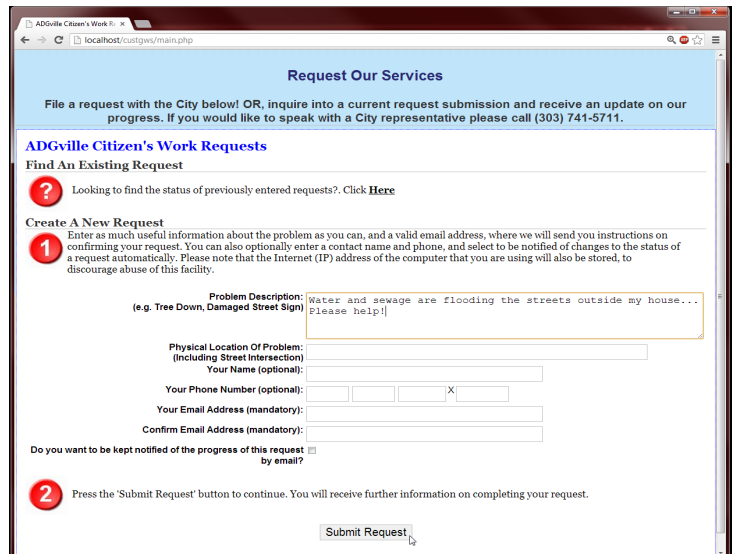 ADGville Citizen's Work R
localhost/custgws/main.php
ABP
Request Our Services
File a request with the City below! OR, inquire into a current request submission and receive an update on our
progress. If you would like to speak with a City representative please call (303) 741-5711.
ADGville Citizen's Work Requests
Find An Existing Request
?
Looking to find the status of previously entered requests?. Click Here
Create A New Request
1
Enter as much useful information about the problem as you can, and a valid email address, where we will send you instructions on
confirming your request. You can also optionally enter a contact name and phone, and select to be notified of changes to the status of
a request automatically. Please note that the Internet (IP) address of the computer that you are using will also be stored, to
discourage abuse of this facility.
Problem Description:
(e.g. Tree Down, Damaged Street Sign)
Water and sewage are flooding the streets outside my house...
Please help!
Physical Location Of Problem:
(Including Street Intersection)
Your Name (optional):
Your Phone Number (optional):
X
Your Email Address (mandatory):
Confirm Email Address (mandatory):
Do you want to be kept notified of the progress of this request
by email?
2
Press the 'Submit Request' button to continue. You will receive further information on completing your request.
Submit Request